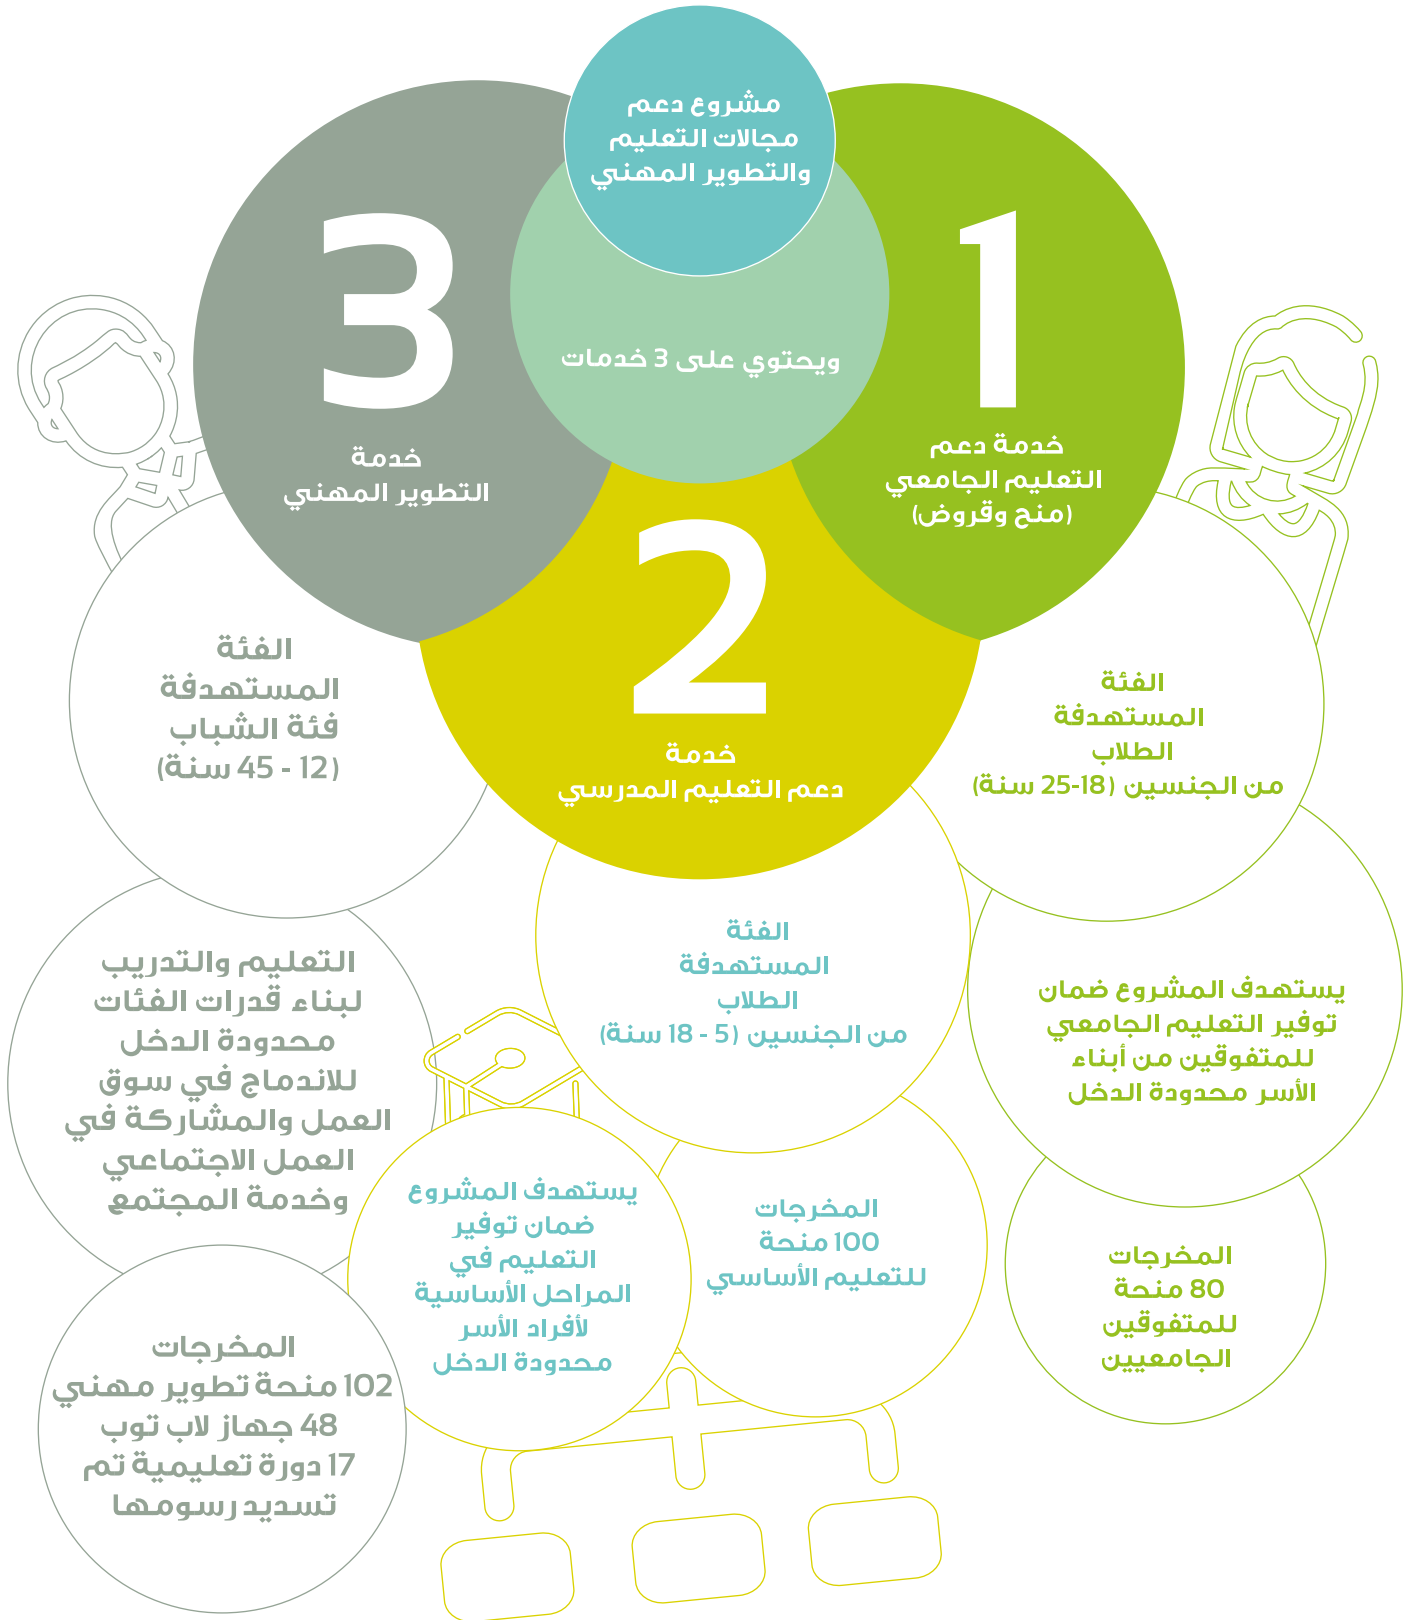 مشروع دعم
مجالات التعليم
والتطوير المهني
ويحتوي على 3 خدمات
1
خدمة دعم
التعليم الجامعي
(منح وقروض)
الفئة
المستهدفة
الطلاب
من الجنسين (18-25 سنة)
يستهدف المشروع ضمان
توفير التعليم الجامعي
للمتفوقين من أبناء
الأسر محدودة الدخل
المخرجات
80 منحة
للمتفوقين
الجامعيين
2
خدمة
دعم التعليم المدرسي
الفئة
المستهدفة
الطلاب
من الجنسين (5 - 18 سنة)
يستهدف المشروع
ضمان توفير
التعليم في
المراحل الأساسية
لأفراد الأسر
محدودة الدخل
المخرجات
100 منحة
للتعليم الأساسي
3
خدمة
التطوير المهني
الفئة
المستهدفة
فئة الشباب
(12 - 45 سنة)
التعليم والتدريب
لبناء قدرات الفئات
محدودة الدخل
للاندماج في سوق
العمل والمشاركة في
العمل الاجتماعي
وخدمة المجتمع
المخرجات
102 منحة تطوير مهني
48 جهاز لاب توب
17 دورة تعليمية تم
تسديد رسومها